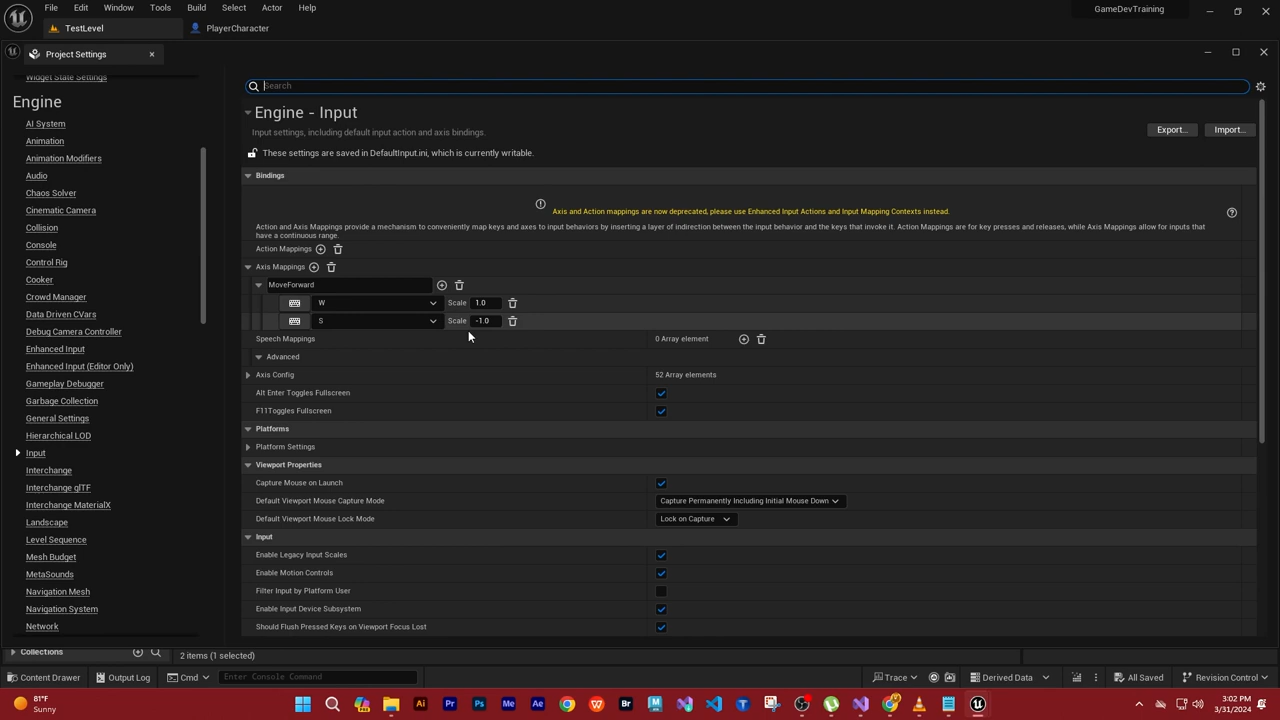 File Edit Window Tools Build Select Actor Help
GameDevTraining
TestLevel
PlayerCharacter
Project Settings
Widget State Settings
Engine
AI System
Animation
Animation Modifiers
Audio
Chaos Solver
Cinematic Camera
Collision
Console
Control Rig
Cooker
Crowd Manager
Data Driven CVars
Debug Camera Controller
Enhanced Input
Enhanced Input (Editor Only)
Gameplay Debugger
Garbage Collection
General Settings
Hierarchical LOD
Input
Interchange
Interchange glTF
Interchange MaterialX
Landscape
Level Sequence
Mesh Budget
MetaSounds
Navigation Mesh
Navigation System
Network
Search
Engine - Input
Input settings, including default input action and axis bindings.
Export...
Import...
These settings are saved in DefaultInput.ini, which is currently writable.
Bindings
Axis and Action mappings are now deprecated, please use Enhanced Input Actions and Input Mapping Contexts instead.
Action and Axis Mappings provide a mechanism to conveniently map keys and axes to input behaviors by inserting a layer of indirection between the input behavior and the keys that invoke it. Action Mappings are for key presses and releases, while Axis Mappings allow for inputs that
have a continuous range.
Action Mappings
Axis Mappings
MoveForward
W Scale 1.0
S Scale -1.0
Speech Mappings 0 Array element
Advanced
Axis Config 52 Array elements
Alt Enter Toggles Fullscreen
F11Toggles Fullscreen
Platforms
Platform Settings
Viewport Properties
Capture Mouse on Launch
Default Viewport Mouse Capture Mode Capture Permanently Including Initial Mouse Down
Default Viewport Mouse Lock Mode Lock on Capture
Input
Enable Legacy Input Scales
Enable Motion Controls
Filter Input by Platform User
Enable Input Device Subsystem
Should Flush Pressed Keys on Viewport Focus Lost
Collections
2 items (1 selected)
Content Drawer Output Log Cmd Enter Console Command Trace Derived Data All Saved Revision Control
81°F
Sunny
Ai Pr Ps Me Ae Br
3:02 PM
3/31/2024